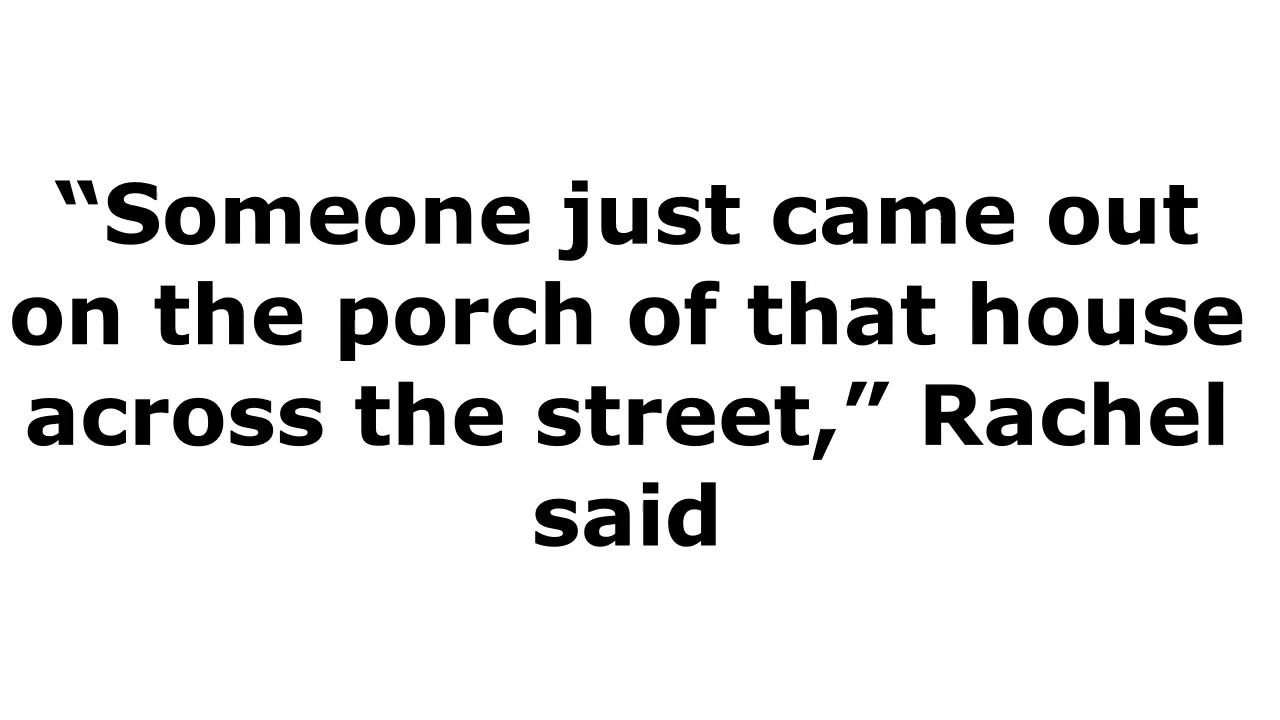 “Someone just came out
on the porch of that house
across the street,” Rachel
said